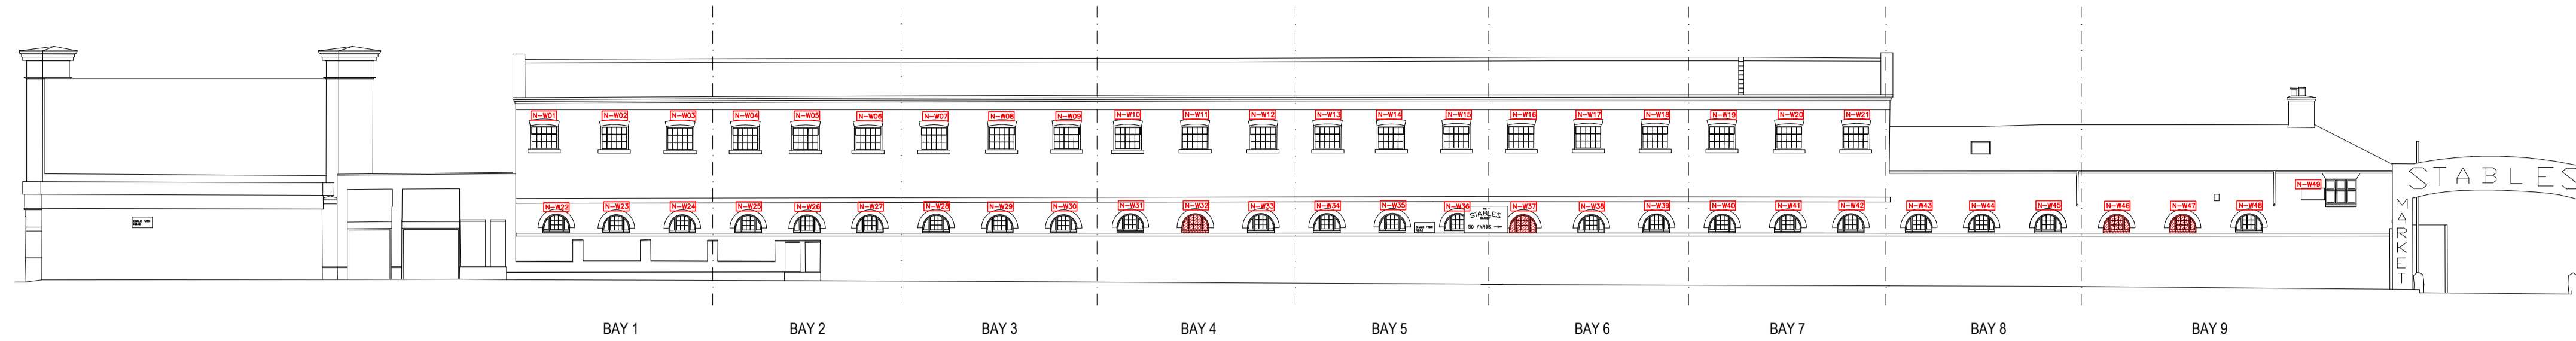 N-W01 N-W02 N-W03 N-W04 N-W05 N-W06 N-W07 N-W08 N-W09 N-W10 N-W11 N-W12 N-W13 N-W14 N-W15 N-W16 N-W17 N-W18 N-W19 N-W20 N-W21
STABLES
N-W49
N-W22 N-W23 N-W24 N-W25 N-W26 N-W27 N-W28 N-W29 N-W30 N-W31 N-W32 N-W33 N-W34 N-W35 N-W36 N-W37 N-W38 N-W39 N-W40 N-W41 N-W42 N-W43 N-W44 N-W45 N-W46 N-W47 N-W48
STABLES
50 YARDS
MARKET
BAY 1 BAY 2 BAY 3 BAY 4 BAY 5 BAY 6 BAY 7 BAY 8 BAY 9